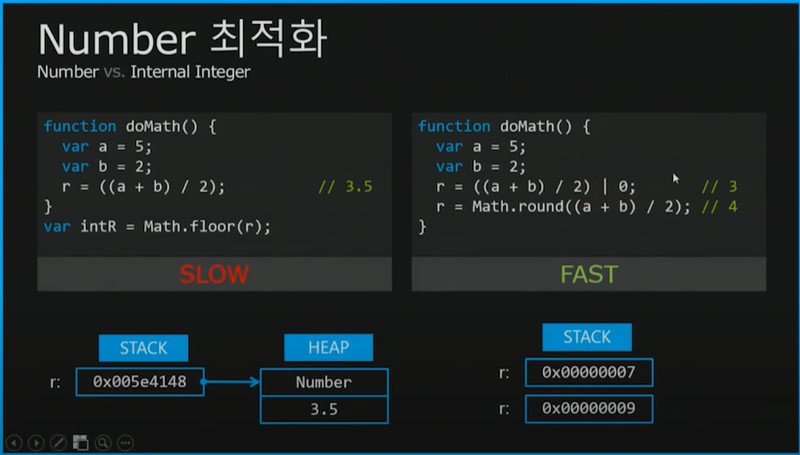 Number 최적화
Number vs. Internal Integer
function doMath() {
var a = 5;
var b = 2;
r = ((a + b) / 2); // 3.5
}
var intR = Math.floor(r);
SLOW
function doMath() {
var a = 5;
var b = 2;
r = ((a + b) / 2) | 0; // 3
r = Math.round((a + b) / 2); // 4
}
FAST
STACK
HEAP
r: 0x005e4148
Number
3.5
STACK
r: 0x00000007
r: 0x00000009